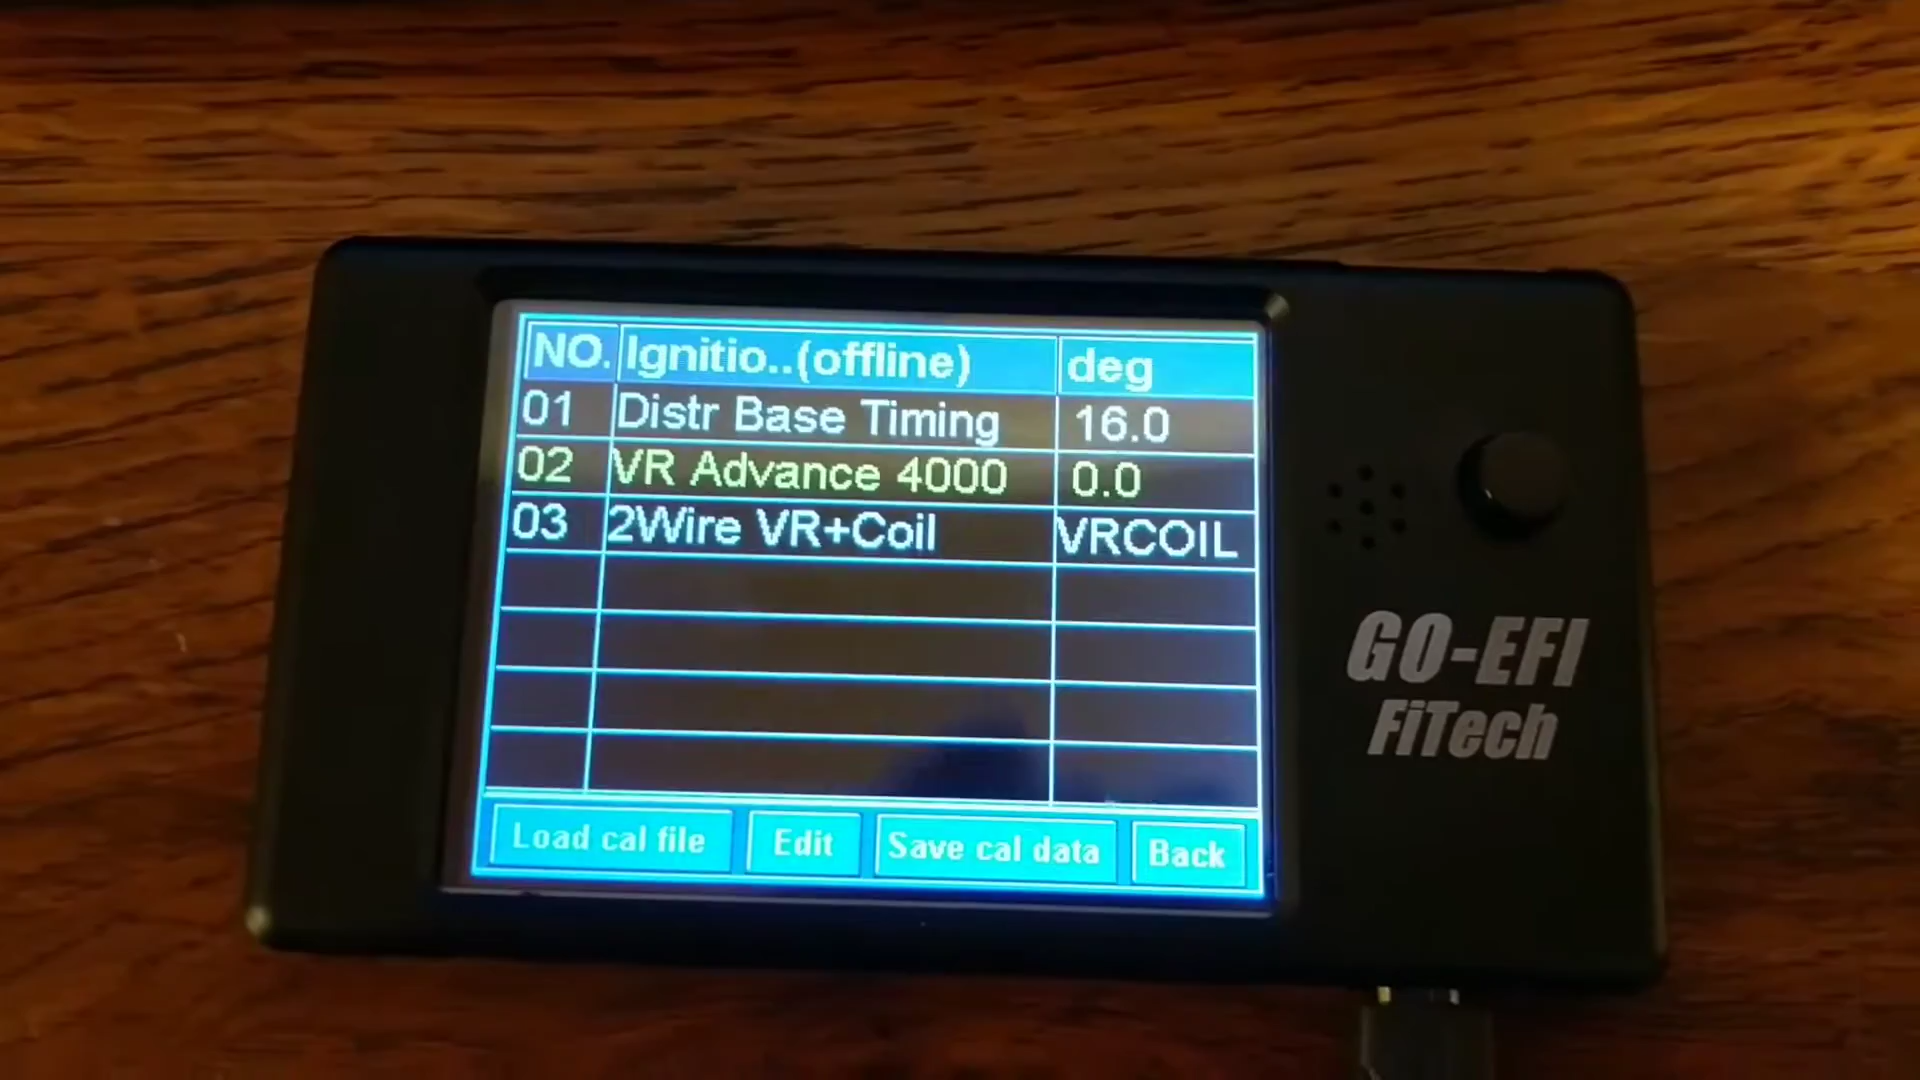 NO. Ignitio..(offline) deg
01 Distr Base Timing 16.0
02 VR Advance 4000 0.0
03 2Wire VR+Coil VRCOIL
Load cal file Edit Save cal data Back
GO-EFI
FiTech